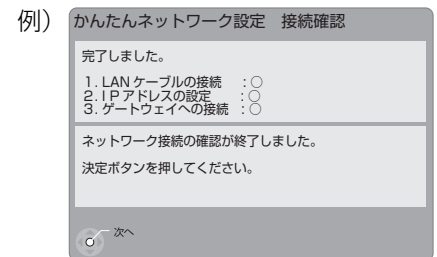 例）
かんたんネットワーク設定　接続確認
完了しました。
1. LAN ケーブルの接続　：○
2. I P アドレスの設定　：○
3. ゲートウェイへの接続 ：○
ネットワーク接続の確認が終了しました。
決定ボタンを押してください。
次へ